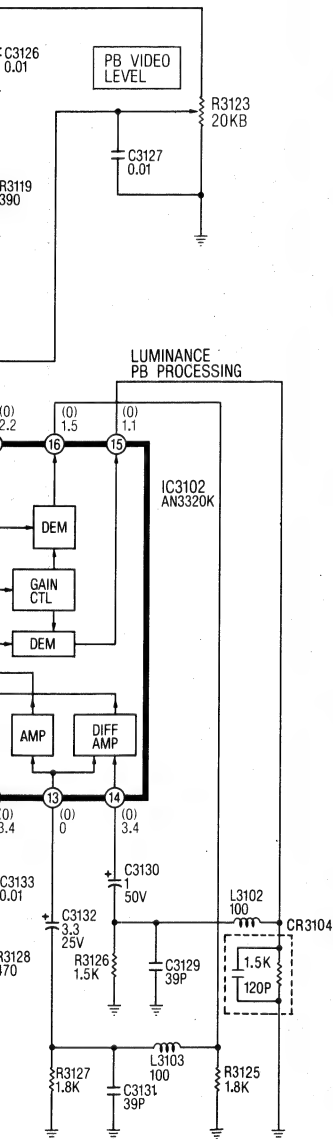 C3126
0.01
PB VIDEO
LEVEL
R3123
20KB
C3127
0.01
R3119
390
LUMINANCE
PB PROCESSING
(0)
2.2
(0)
1.5
(0)
1.1
16
15
IC3102
AN3320K
DEM
GAIN
CTL
DEM
AMP
DIFF
AMP
13
14
(0)
3.4
(0)
0
(0)
3.4
C3133
0.01
C3130
1
50V
C3132
3.3
25V
L3102
100
CR3104
R3128
470
R3126
1.5K
C3129
39P
1.5K
120P
L3103
100
R3127
1.8K
C3131
39P
R3125
1.8K